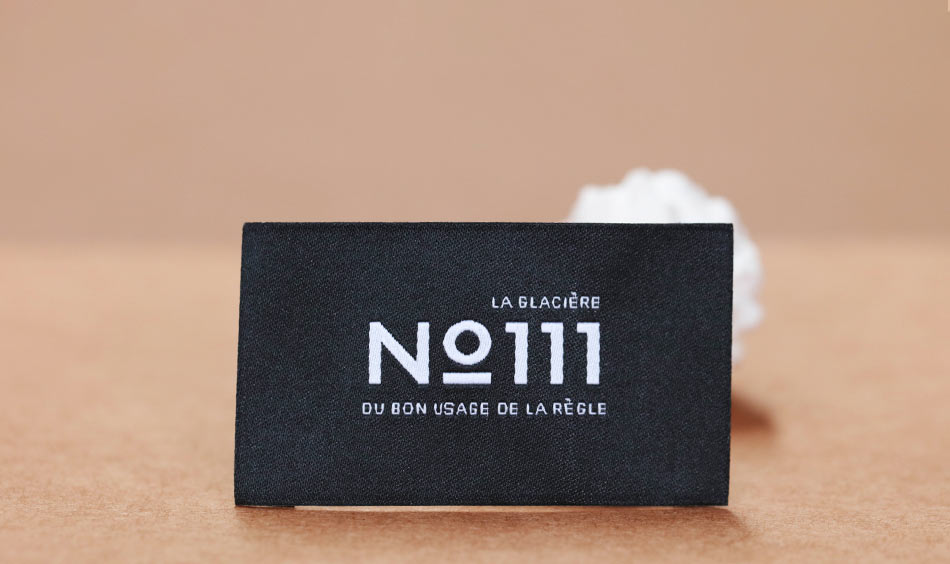 LA GLACIÈRE
Nº111
DU BON USAGE DE LA RÈGLE